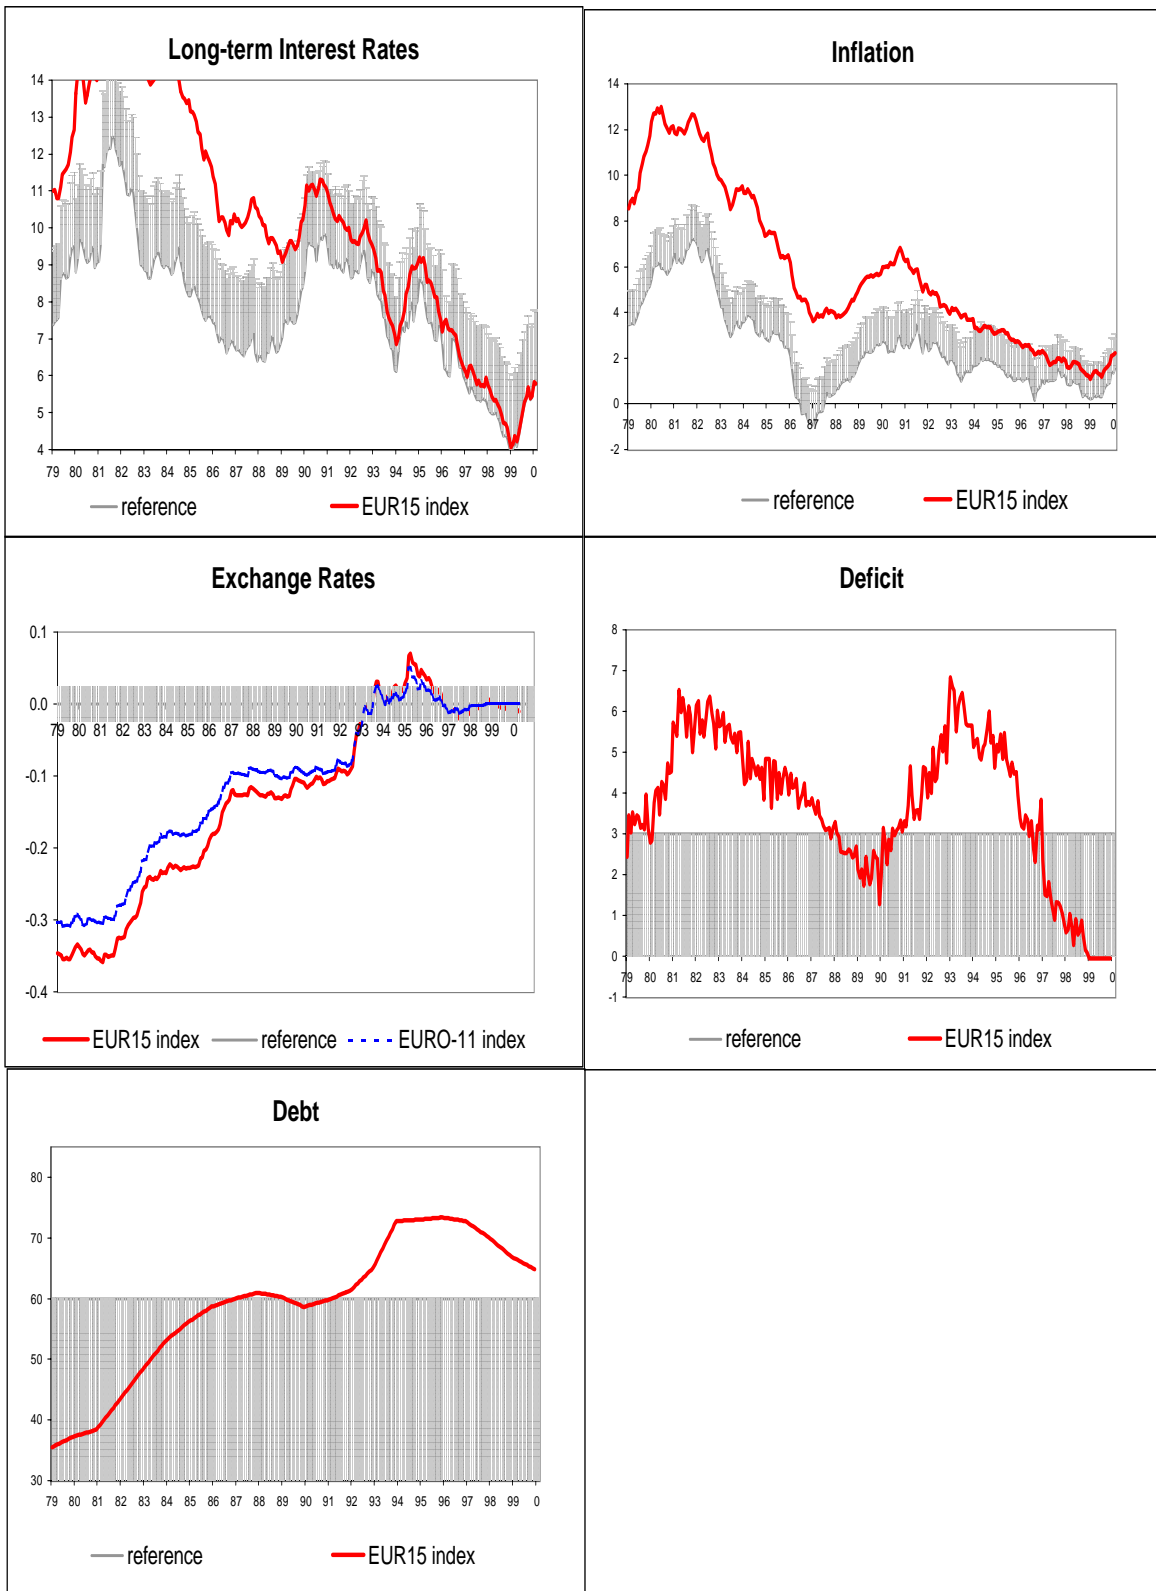 Long-term Interest Rates
14
13
12
11
10
9
8
7
6
5
4
79 80 81 82 83 84 85 86 87 88 89 90 91 92 93 94 95 96 97 98 99 0
reference EUR15 index
Inflation
14
12
10
8
6
4
2
0
79 80 81 82 83 84 85 86 87 88 89 90 91 92 93 94 95 96 97 98 99 0
-2
reference EUR15 index
Exchange Rates
0.1
0.0
79 80 81 82 83 84 85 86 87 88 89 90 91 92 93 94 95 96 97 98 99 0
-0.1
-0.2
-0.3
-0.4
EUR15 index reference EURO-11 index
Deficit
8
7
6
5
4
3
2
1
0
79 80 81 82 83 84 85 86 87 88 89 90 91 92 93 94 95 96 97 98 99 0
-1
reference EUR15 index
Debt
80
70
60
50
40
30
79 80 81 82 83 84 85 86 87 88 89 90 91 92 93 94 95 96 97 98 99 0
reference EUR15 index